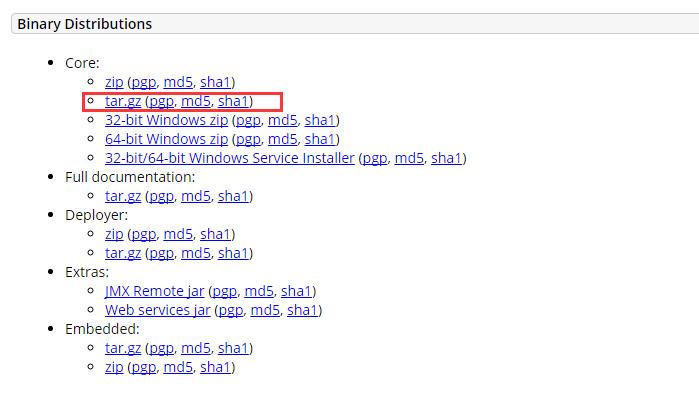 Binary Distributions
Core:
zip (pgp, md5, sha1)
tar.gz (pgp, md5, sha1)
32-bit Windows zip (pgp, md5, sha1)
64-bit Windows zip (pgp, md5, sha1)
32-bit/64-bit Windows Service Installer (pgp, md5, sha1)
Full documentation:
tar.gz (pgp, md5, sha1)
Deployer:
zip (pgp, md5, sha1)
tar.gz (pgp, md5, sha1)
Extras:
JMX Remote jar (pgp, md5, sha1)
Web services jar (pgp, md5, sha1)
Embedded:
tar.gz (pgp, md5, sha1)
zip (pgp, md5, sha1)